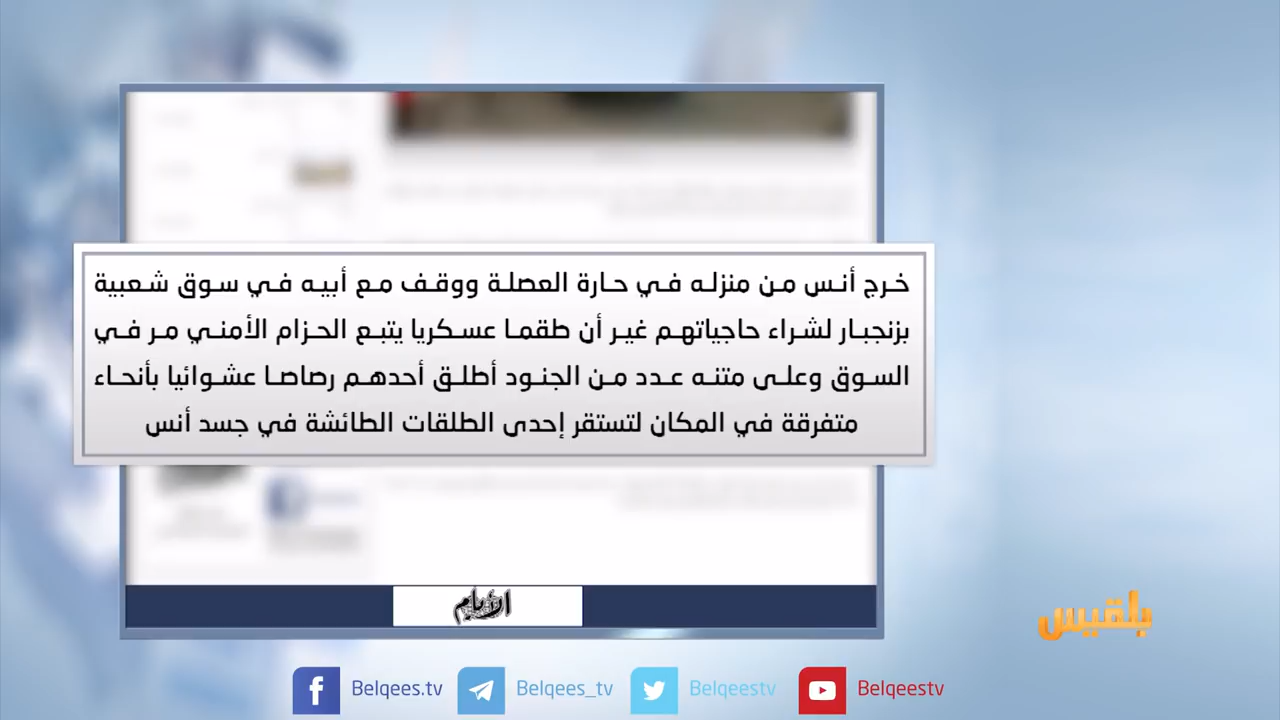 خرج أنس من منزله في حارة العصلة ووقف مع أبيه في سوق شعبية
بزنجبار لشراء حاجياتهم غير أن طقما عسكريا يتبع الحزام الأمني مر في
السوق وعلى متنه عدد من الجنود أطلق أحدهم رصاصا عشوائيا بأنحاء
متفرقة في المكان لتستقر إحدى الطلقات الطائشة في جسد أنس
الأيام
بلقيس
Belqees.tv Belqees_tv Belqeestv Belqeestv